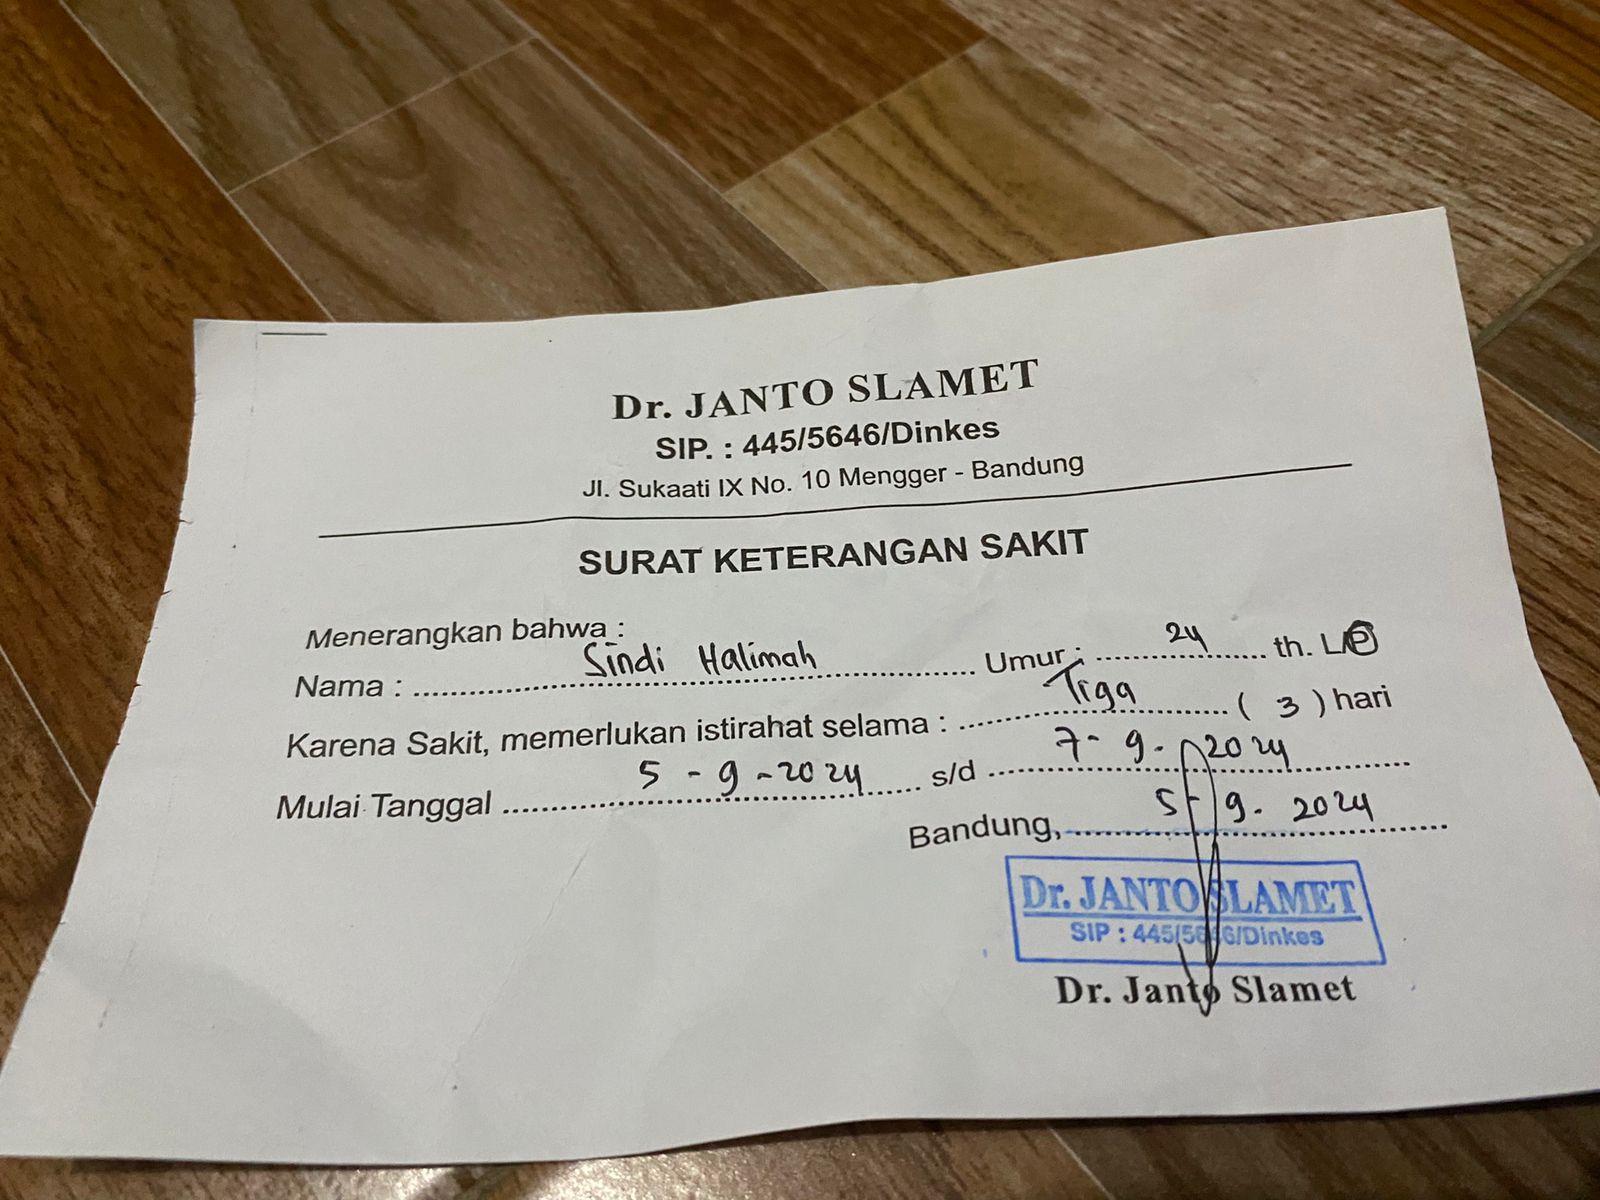 Dr. JANTO SLAMET
SIP. : 445/5646/Dinkes
Jl. Sukaati IX No. 10 Mengger - Bandung
SURAT KETERANGAN SAKIT
Menerangkan bahwa :
Nama : Sindi Halimah Umur : 24 th. L/P
Karena Sakit, memerlukan istirahat selama : Tiga ( 3 ) hari
Mulai Tanggal 5 - 9 - 2024 s/d 7 - 9 - 2024
Bandung, 5 - 9 - 2024
Dr. JANTO SLAMET
SIP : 445/5646/Dinkes
Dr. Janto Slamet